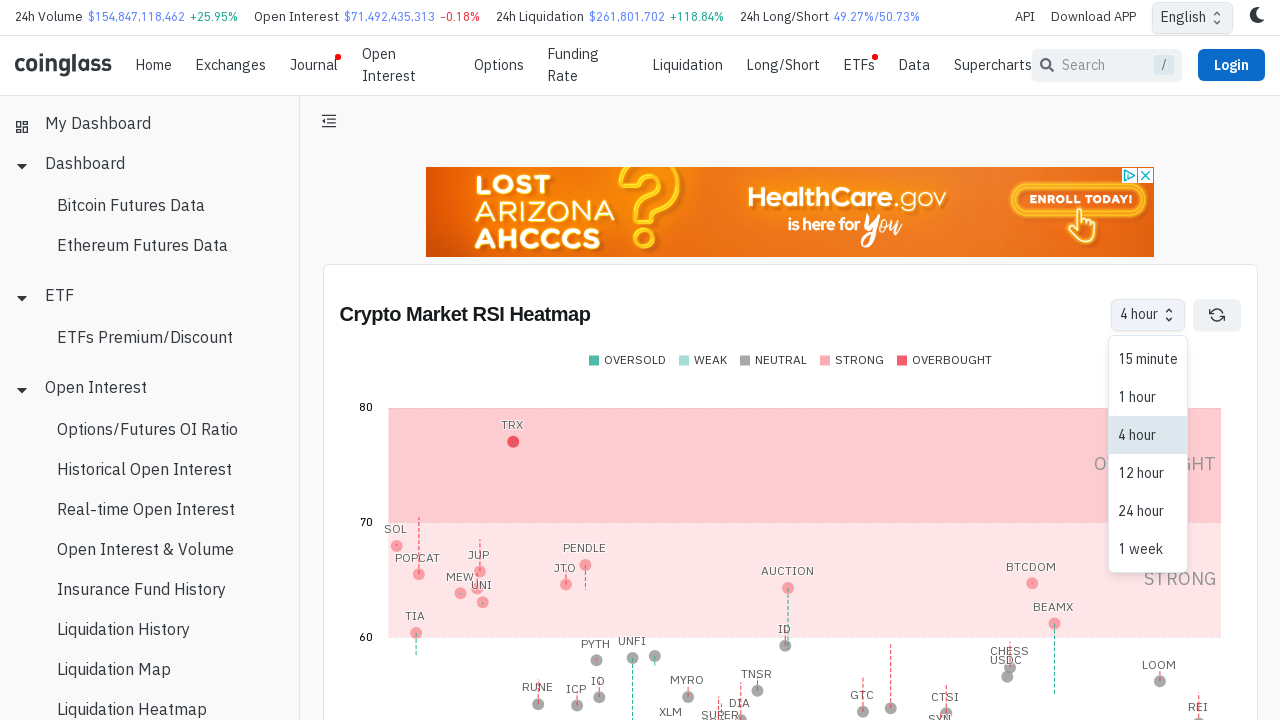 24h Volume $154,847,118,462 +25.95% Open Interest $71,492,435,313 -0.18% 24h Liquidation $261,801,702 +118.84% 24h Long/Short 49.27%/50.73% API Download APP English
coinglass Home Exchanges Journal Open Interest Options Funding Rate Liquidation Long/Short ETFs Data Supercharts Search / Login
My Dashboard
Dashboard
Bitcoin Futures Data
Ethereum Futures Data
ETF
ETFs Premium/Discount
Open Interest
Options/Futures OI Ratio
Historical Open Interest
Real-time Open Interest
Open Interest & Volume
Insurance Fund History
Liquidation History
Liquidation Map
Liquidation Heatmap
LOST
ARIZONA
AHCCCS
?
HealthCare.gov
is here for You
ENROLL TODAY!
Crypto Market RSI Heatmap
4 hour
15 minute
1 hour
4 hour
12 hour
24 hour
1 week
OVERSOLD WEAK NEUTRAL STRONG OVERBOUGHT
80
TRX
70
SOL
POPCAT
JUP
PENDLE
MEW
UNI
JTO
AUCTION
BTCDOM
STRONG
TIA
BEAMX
60
ID
PYTH
UNFI
CHESS
USDC
LOOM
RUNE
ICP
IO
MYRO
TNSR
DIA
XLM
SUPER
GTC
CTSI
SYN
REI